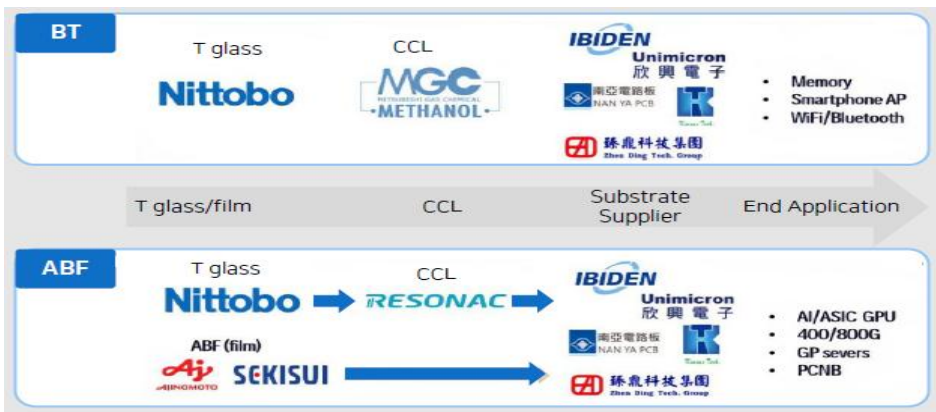 BT
T glass
CCL
Nittobo
MGC
MITSUBISHI GAS CHEMICAL
•METHANOL•
IBIDEN
Unimicron
欣興電子
南亞電路板
NAN YA PCB
臻鼎科技集團
Zhen Ding Tech. Group
• Memory
• Smartphone AP
• WiFi/Bluetooth
T glass/film
CCL
Substrate
Supplier
End Application
ABF
T glass
CCL
Nittobo
RESONAC
ABF (film)
Aj
AJINOMOTO
SEKISUI
IBIDEN
Unimicron
欣興電子
南亞電路板
NAN YA PCB
臻鼎科技集團
Zhen Ding Tech. Group
• AI/ASIC GPU
• 400/800G
• GP severs
• PCNB